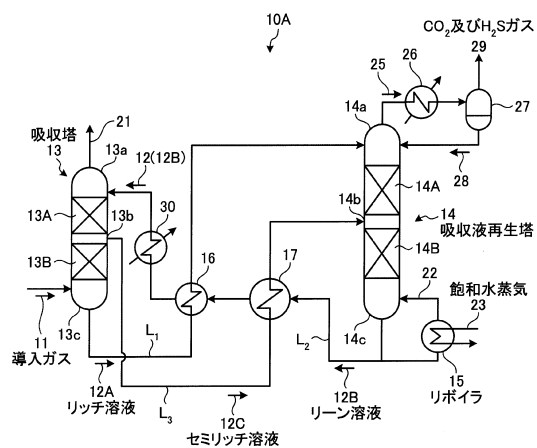 10A
CO₂及びH₂Sガス
29
25
26
27
14a
28
吸収塔
13
21
13a
12(12B)
13A
13b
30
14A
14b
14
吸収液再生塔
13B
16
17
14B
22
飽和水蒸気
23
11
導入ガス
13c
L₁
L₂
14c
15
リボイラ
12A
リッチ溶液
L₃
12C
セミリッチ溶液
12B
リーン溶液